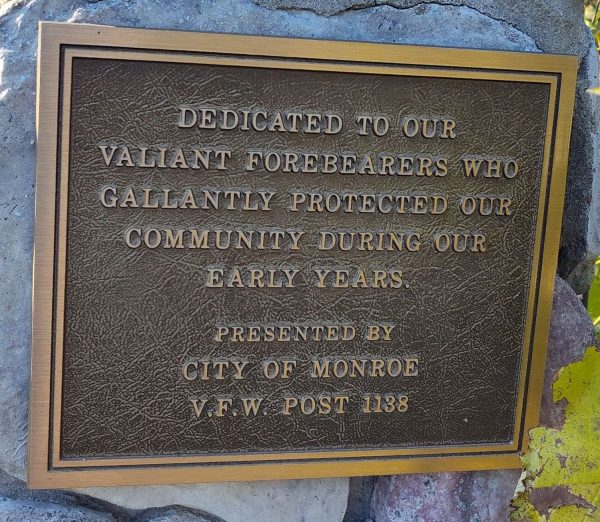 DEDICATED TO OUR
VALIANT FOREBEARERS WHO
GALLANTLY PROTECTED OUR
COMMUNITY DURING OUR
EARLY YEARS.
PRESENTED BY
CITY OF MONROE
V.F.W. POST 1138